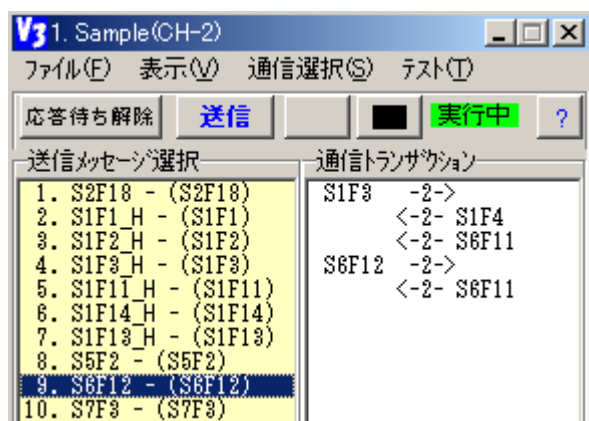 V3 1. Sample(CH-2)
ファイル(F) 表示(V) 通信選択(S) テスト(T)
応答待ち解除 送信 実行中 ?
送信メッセージ選択
1. S2F18 - (S2F18)
2. S1F1_H - (S1F1)
3. S1F2_H - (S1F2)
4. S1F3_H - (S1F3)
5. S1F11_H - (S1F11)
6. S1F14_H - (S1F14)
7. S1F13_H - (S1F13)
8. S5F2 - (S5F2)
9. S6F12 - (S6F12)
10. S7F3 - (S7F3)
通信トランザクション
S1F3 -2->
<-2- S1F4
<-2- S6F11
S6F12 -2->
<-2- S6F11